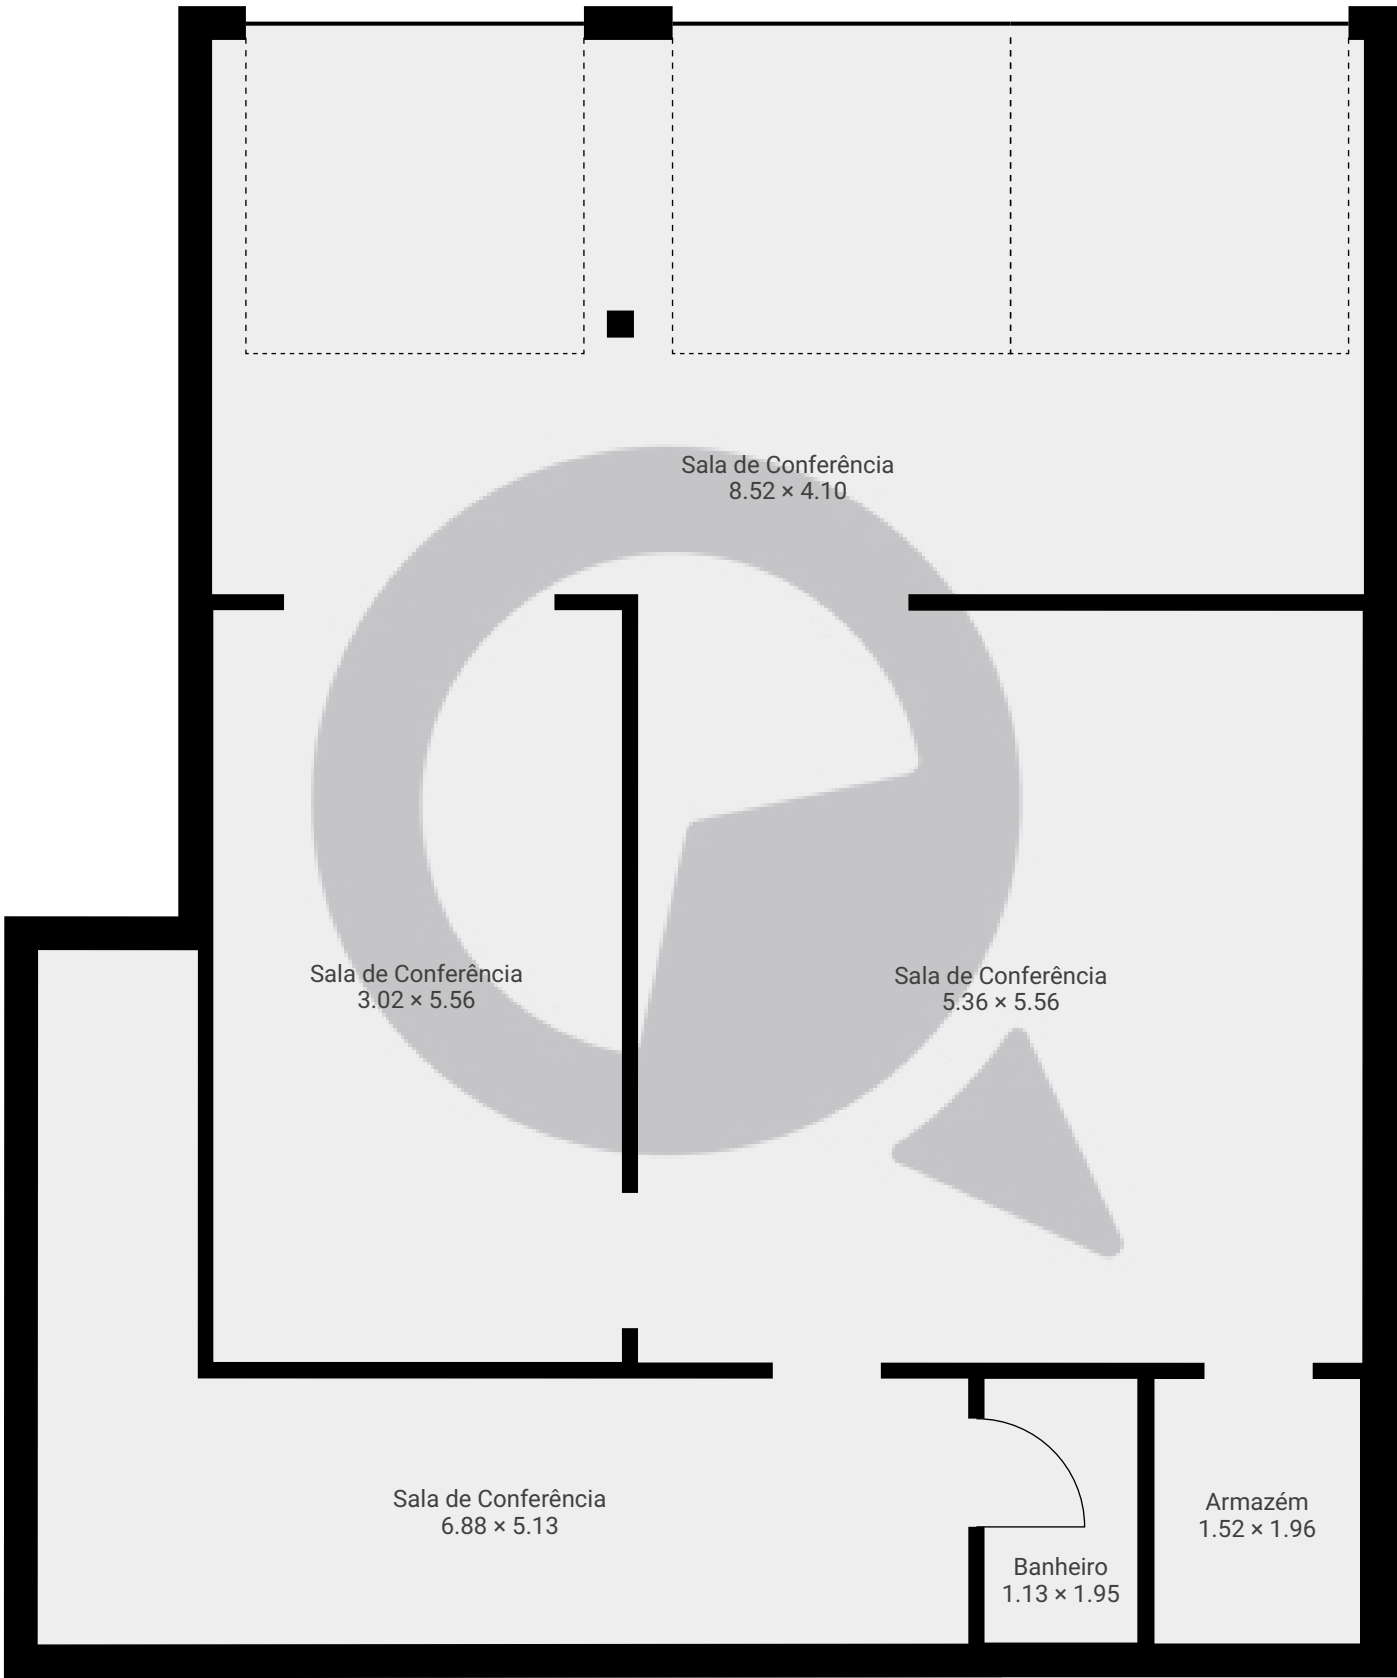 Sala de Conferência
8.52 × 4.10
Sala de Conferência
3.02 × 5.56
Sala de Conferência
5.36 × 5.56
Sala de Conferência
6.88 × 5.13
Armazém
1.52 × 1.96
Banheiro
1.13 × 1.95